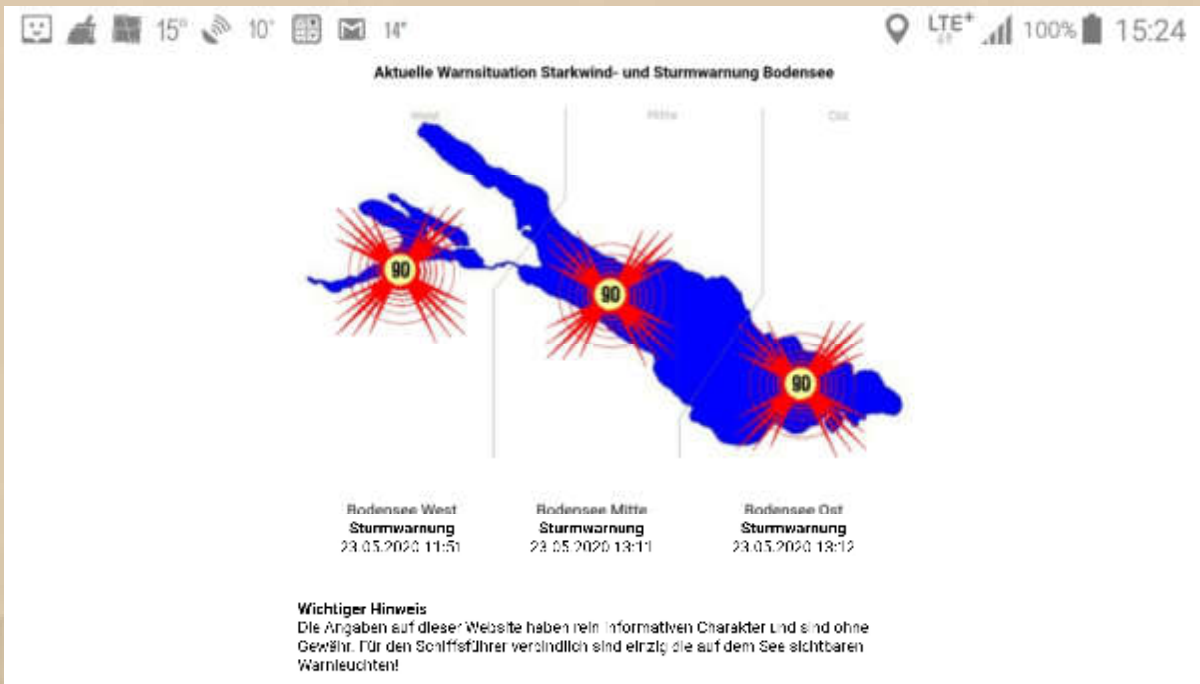 15° 10° 14° LTE+ 100% 15:24
Aktuelle Warnsituation Starkwind- und Sturmwarnung Bodensee
West Mitte Ost
90
90
90
Bodensee West Bodensee Mitte Bodensee Ost
Sturmwarnung Sturmwarnung Sturmwarnung
23.05.2020 11:51 23.05.2020 13:11 23.05.2020 13:12
Wichtiger Hinweis
Die Angaben auf dieser Website haben rein informativen Charakter und sind ohne
Gewähr. Für den Schiffsführer verbindlich sind einzig die auf dem See sichtbaren
Warnleuchten!